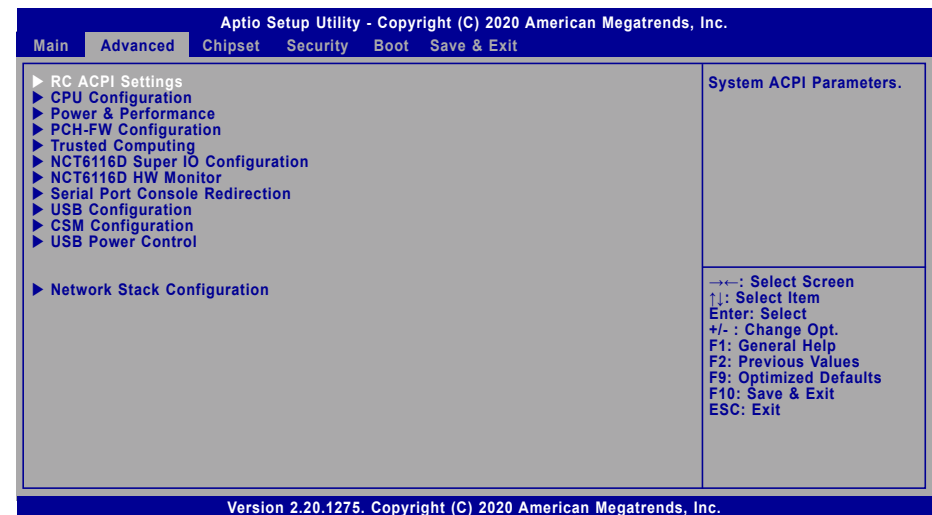 Aptio Setup Utility - Copyright (C) 2020 American Megatrends, Inc.
Main Advanced Chipset Security Boot Save & Exit
▶ RC ACPI Settings
▶ CPU Configuration
▶ Power & Performance
▶ PCH-FW Configuration
▶ Trusted Computing
▶ NCT6116D Super IO Configuration
▶ NCT6116D HW Monitor
▶ Serial Port Console Redirection
▶ USB Configuration
▶ CSM Configuration
▶ USB Power Control
▶ Network Stack Configuration
System ACPI Parameters.
→←: Select Screen
↑↓: Select Item
Enter: Select
+/- : Change Opt.
F1: General Help
F2: Previous Values
F9: Optimized Defaults
F10: Save & Exit
ESC: Exit
Version 2.20.1275. Copyright (C) 2020 American Megatrends, Inc.